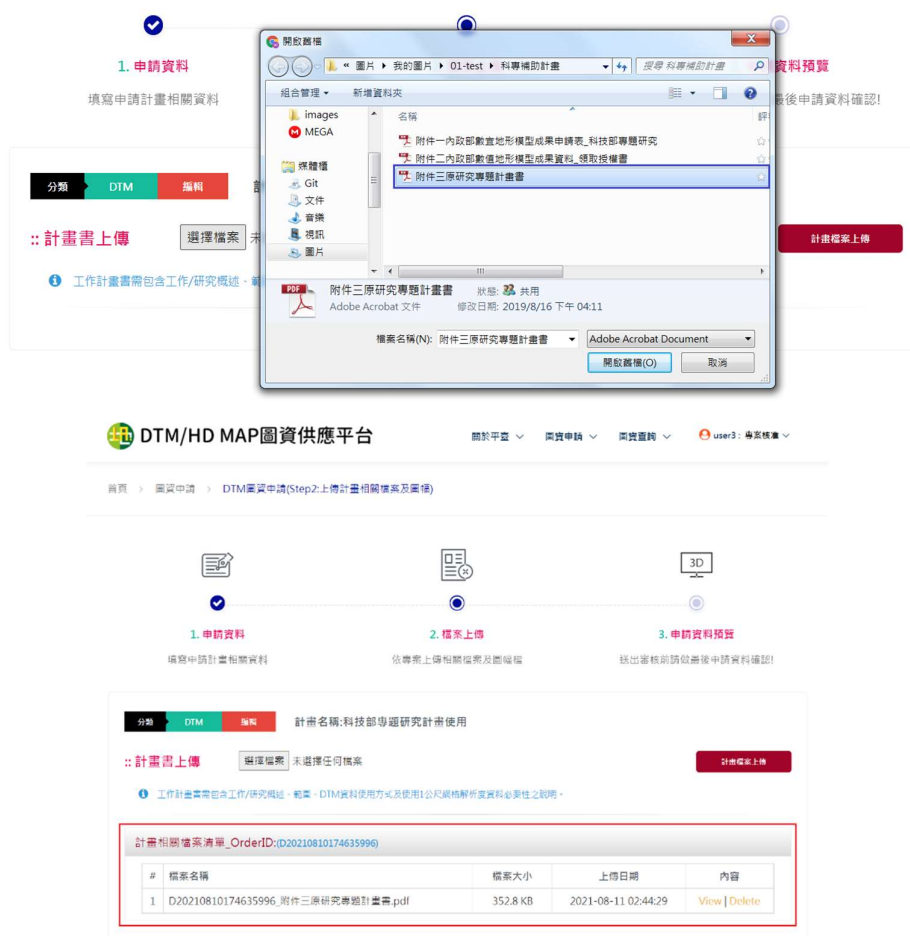 1. 申請資料
填寫申請計畫相關資料
資料預覽
最後申請資料確認!
開啟舊檔
« 圖片 ▸ 我的圖片 ▸ 01-test ▸ 科專補助計畫
搜尋 科專補助計畫
組合管理
新增資料夾
images
MEGA
媒體櫃
Git
文件
音樂
視訊
圖片
名稱
附件一內政部數宣地形模型成果申請表_科技部專題研究
附件二內政部數值地形模型成果資料_領取授權書
附件三原研究專題計畫書
附件三原研究專題計畫書
狀態: 共用
Adobe Acrobat 文件
修改日期: 2019/8/16 下午 04:11
檔案名稱(N): 附件三原研究專題計畫書
Adobe Acrobat Document
開啟舊檔(O)
取消
分類 DTM 編輯
:: 計畫書上傳
選擇檔案
計畫檔案上傳
工作計畫書需包含工作/研究概述、
DTM/HD MAP圖資供應平台
關於平臺
圖資申請
圖資查詢
user3 : 專案核准
首頁 > 圖資申請 > DTM圖資申請(Step2:上傳計畫相關檔案及圖幅)
3D
1. 申請資料
2. 檔案上傳
3. 申請資料預覽
填寫申請計畫相關資料
依專案上傳相關檔案及圖幅檔
送出審核前請做最後申請資料確認!
分類 DTM 編輯 計畫名稱:科技部專題研究計畫使用
:: 計畫書上傳 選擇檔案 未選擇任何檔案 計畫檔案上傳
工作計畫書需包含工作/研究概述、範圍、DTM資料使用方式及使用1公尺網格解析度資料必要性之說明。
計畫相關檔案清單_OrderID:(D20210810174635996)
# 檔案名稱 檔案大小 上傳日期 內容
1 D20210810174635996_附件三原研究專題計畫書.pdf 352.8 KB 2021-08-11 02:44:29 View | Delete